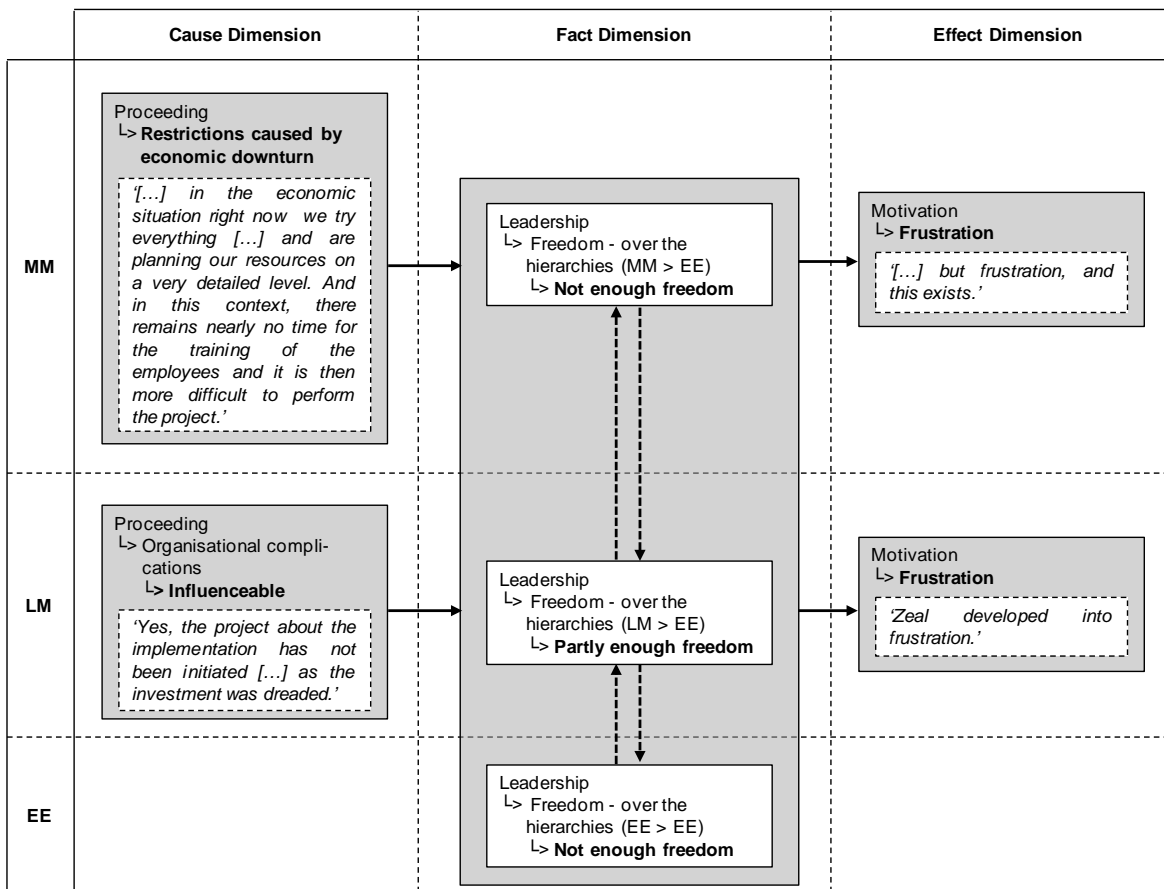 Cause Dimension
Fact Dimension
Effect Dimension
MM
Proceeding
Restrictions caused by
economic downturn
‘[…] in the economic
situation right now we try
everything […] and are
planning our resources on
a very detailed level. And
in this context, there
remains nearly no time for
the training of the
employees and it is then
more difficult to perform
the project.’
Leadership
Freedom - over the
hierarchies (MM > EE)
Not enough freedom
Motivation
Frustration
‘[…] but frustration, and
this exists.’
LM
Proceeding
Organisational compli-
cations
Influenceable
‘Yes, the project about the
implementation has not
been initiated […] as the
investment was dreaded.’
Leadership
Freedom - over the
hierarchies (LM > EE)
Partly enough freedom
Motivation
Frustration
‘Zeal developed into
frustration.’
EE
Leadership
Freedom - over the
hierarchies (EE > EE)
Not enough freedom